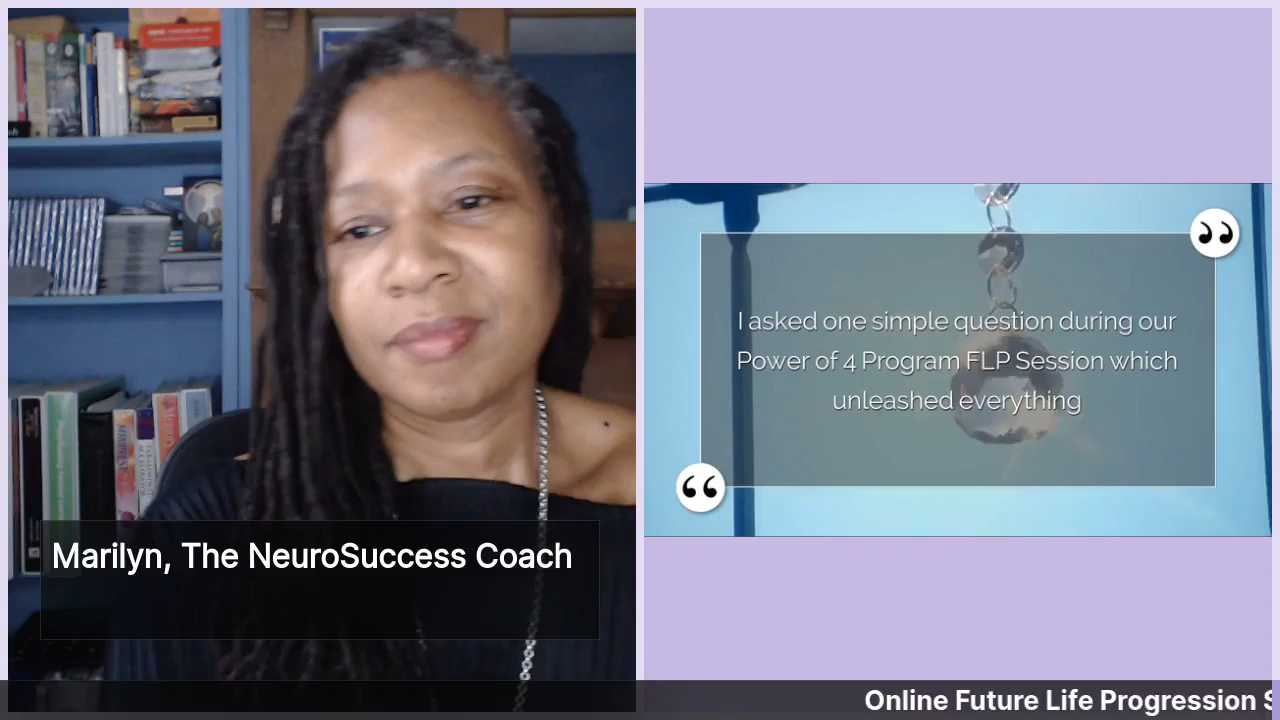 Marilyn, The NeuroSuccess Coach
I asked one simple question during our
Power of 4 Program FLP Session which
unleashed everything
Online Future Life Progression S